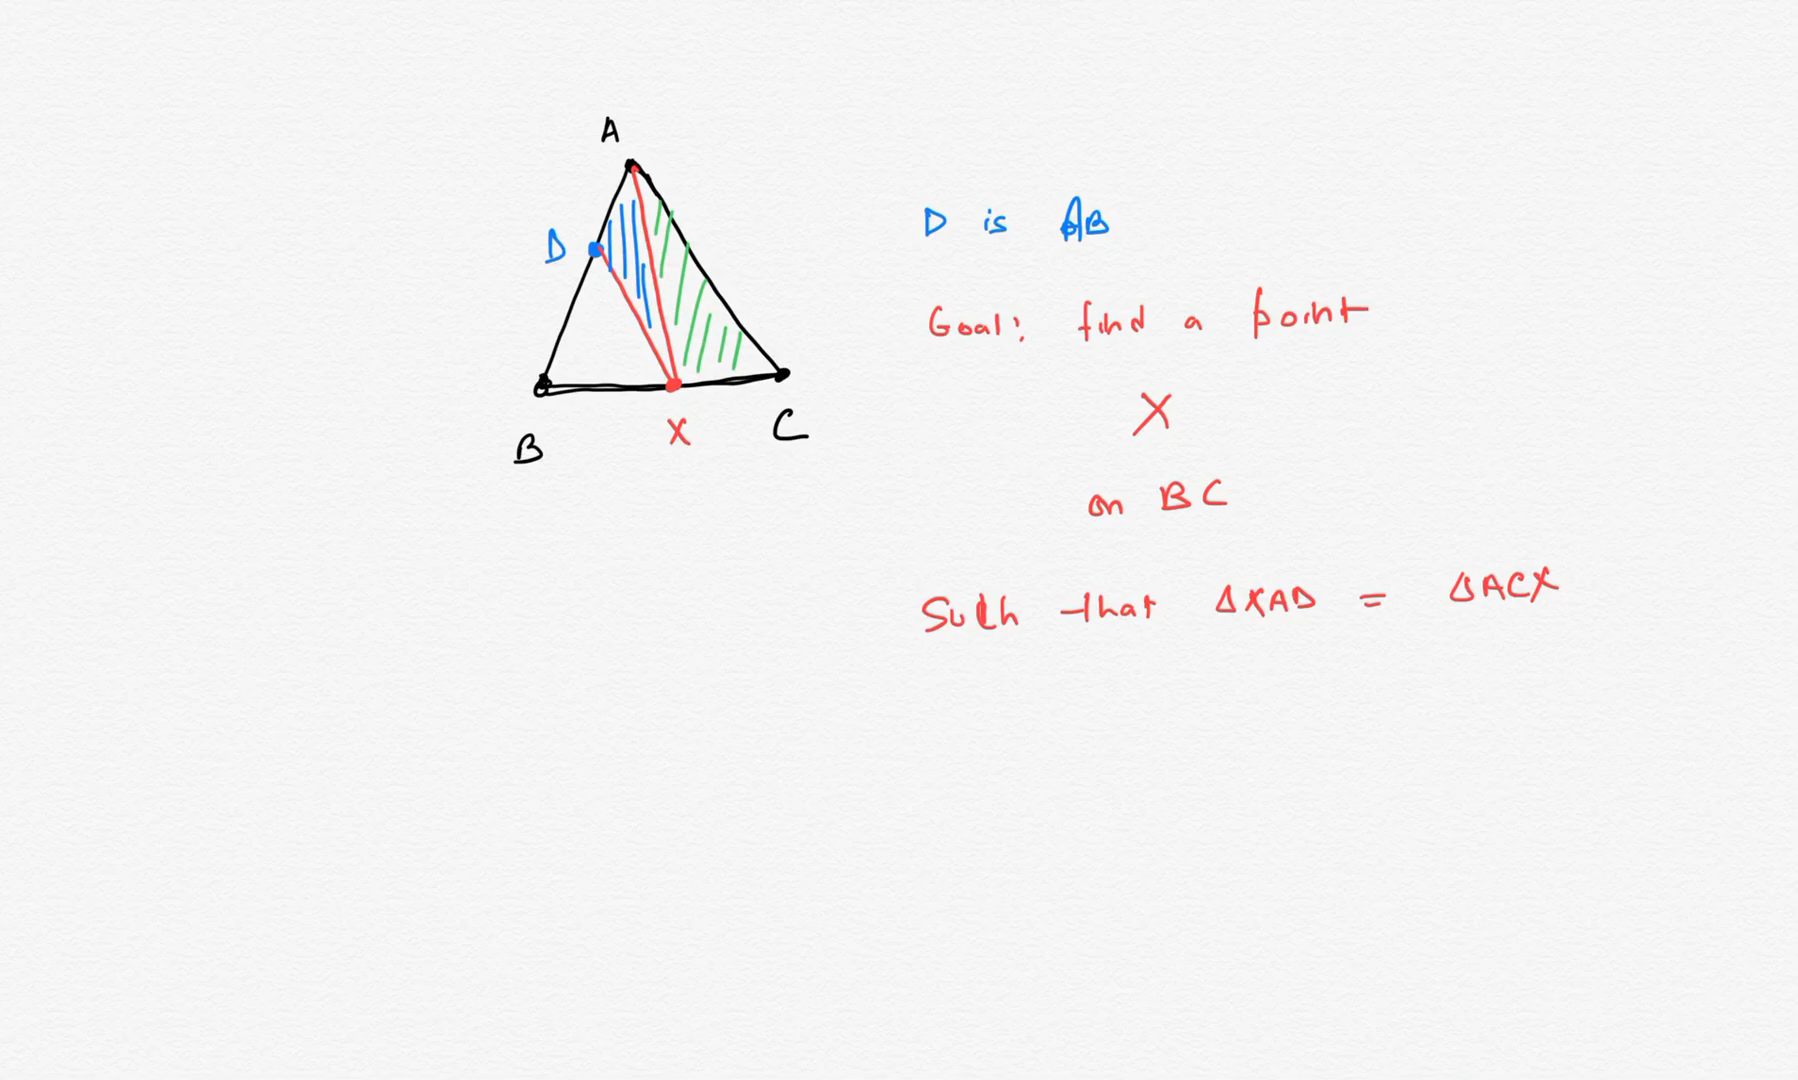 A
D
B
X
C
D is AB
Goal: find a point
X
on BC
Such that ΔXAD = ΔACX